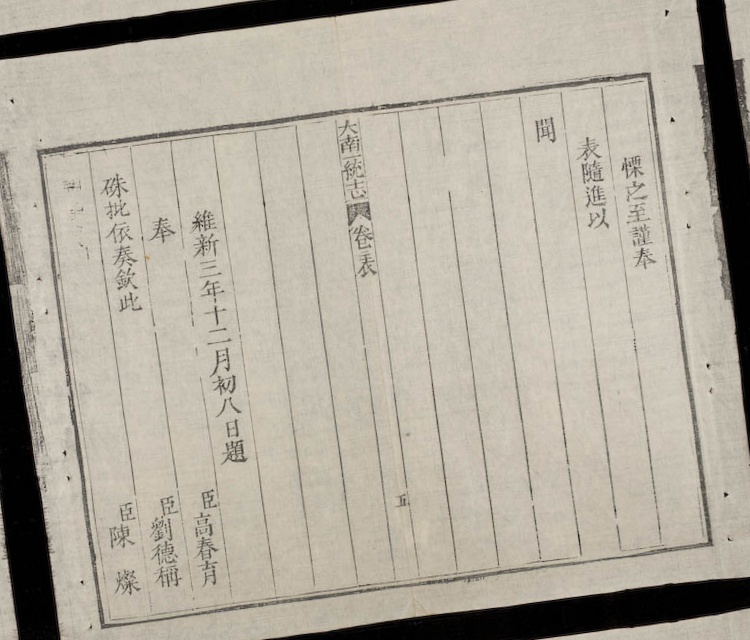 慄之至謹奉
表隨進以
聞
大南一統志 卷表 五
維新三年十二月初八日題 臣高春育
奉 臣劉德稱
硃批依奏欽此 臣陳燦